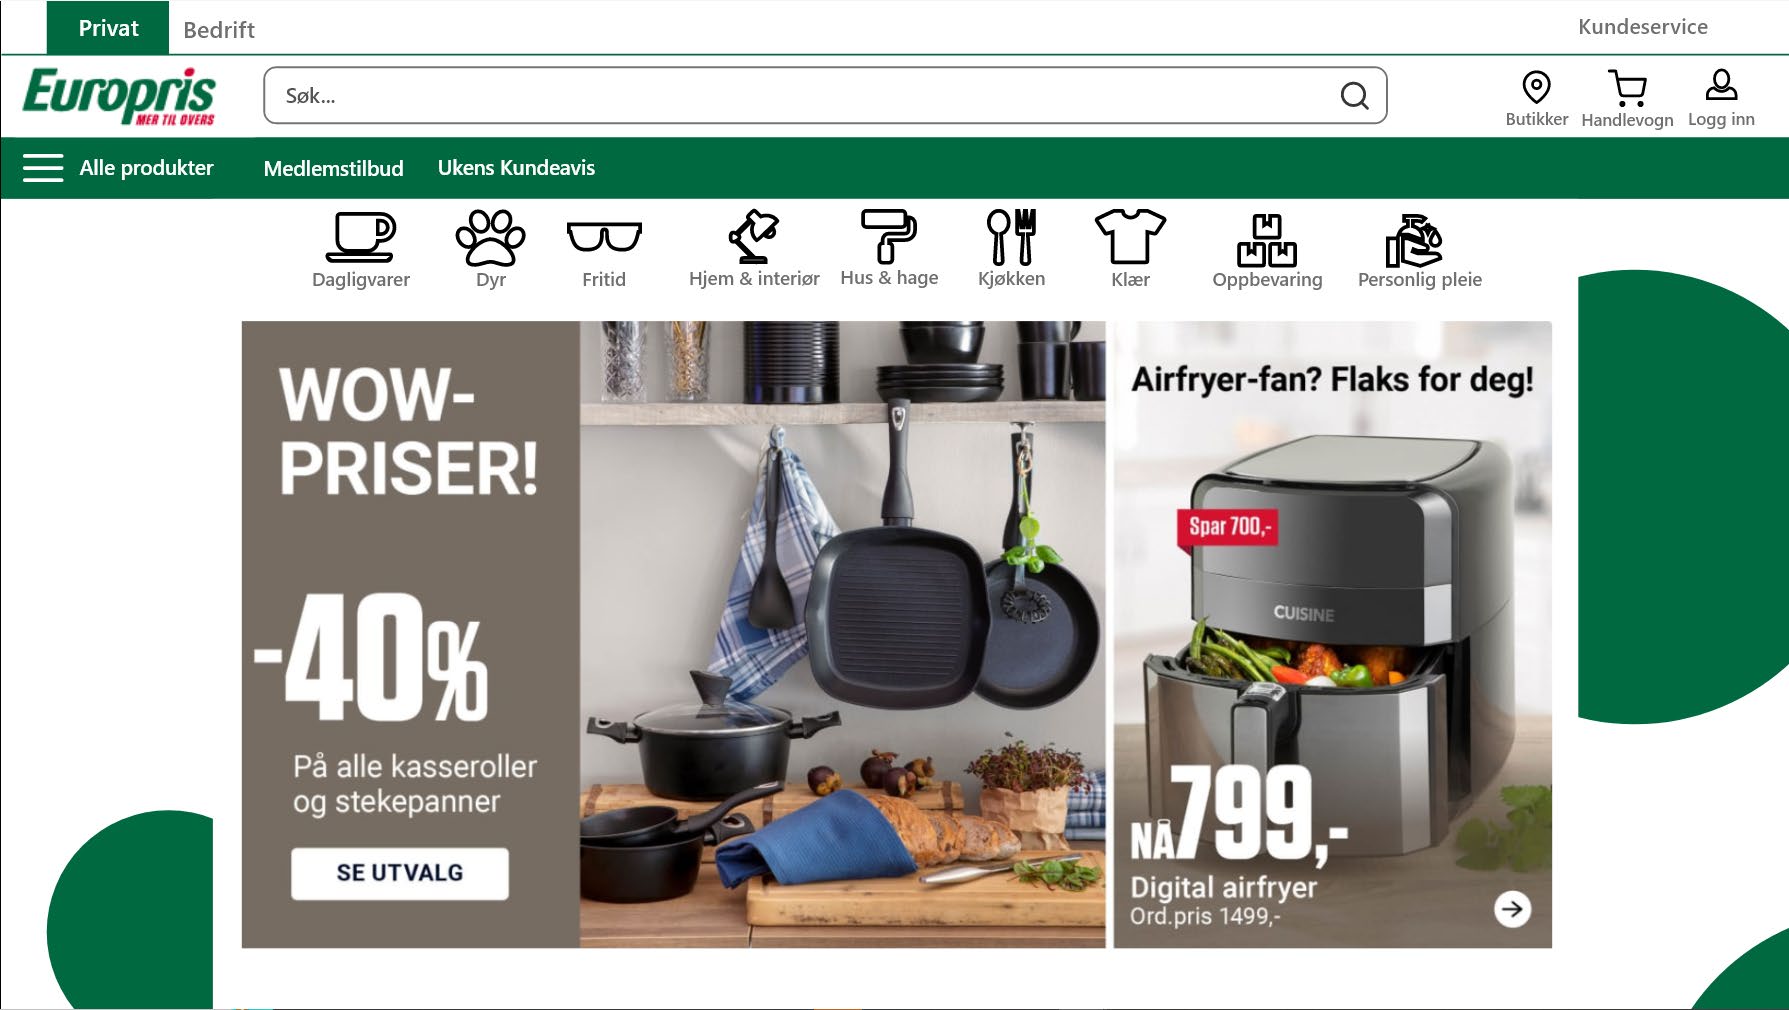 Privat
Bedrift
Kundeservice
Europris
MER TIL OVERS
Søk...
Butikker
Handlevogn
Logg inn
Alle produkter
Medlemstilbud
Ukens Kundeavis
Dagligvarer
Dyr
Fritid
Hjem & interiør
Hus & hage
Kjøkken
Klær
Oppbevaring
Personlig pleie
WOW-
PRISER!
-40%
På alle kasseroller
og stekepanner
SE UTVALG
Airfryer-fan? Flaks for deg!
Spar 700,-
CUISINE
NÅ 799,-
Digital airfryer
Ord.pris 1499,-